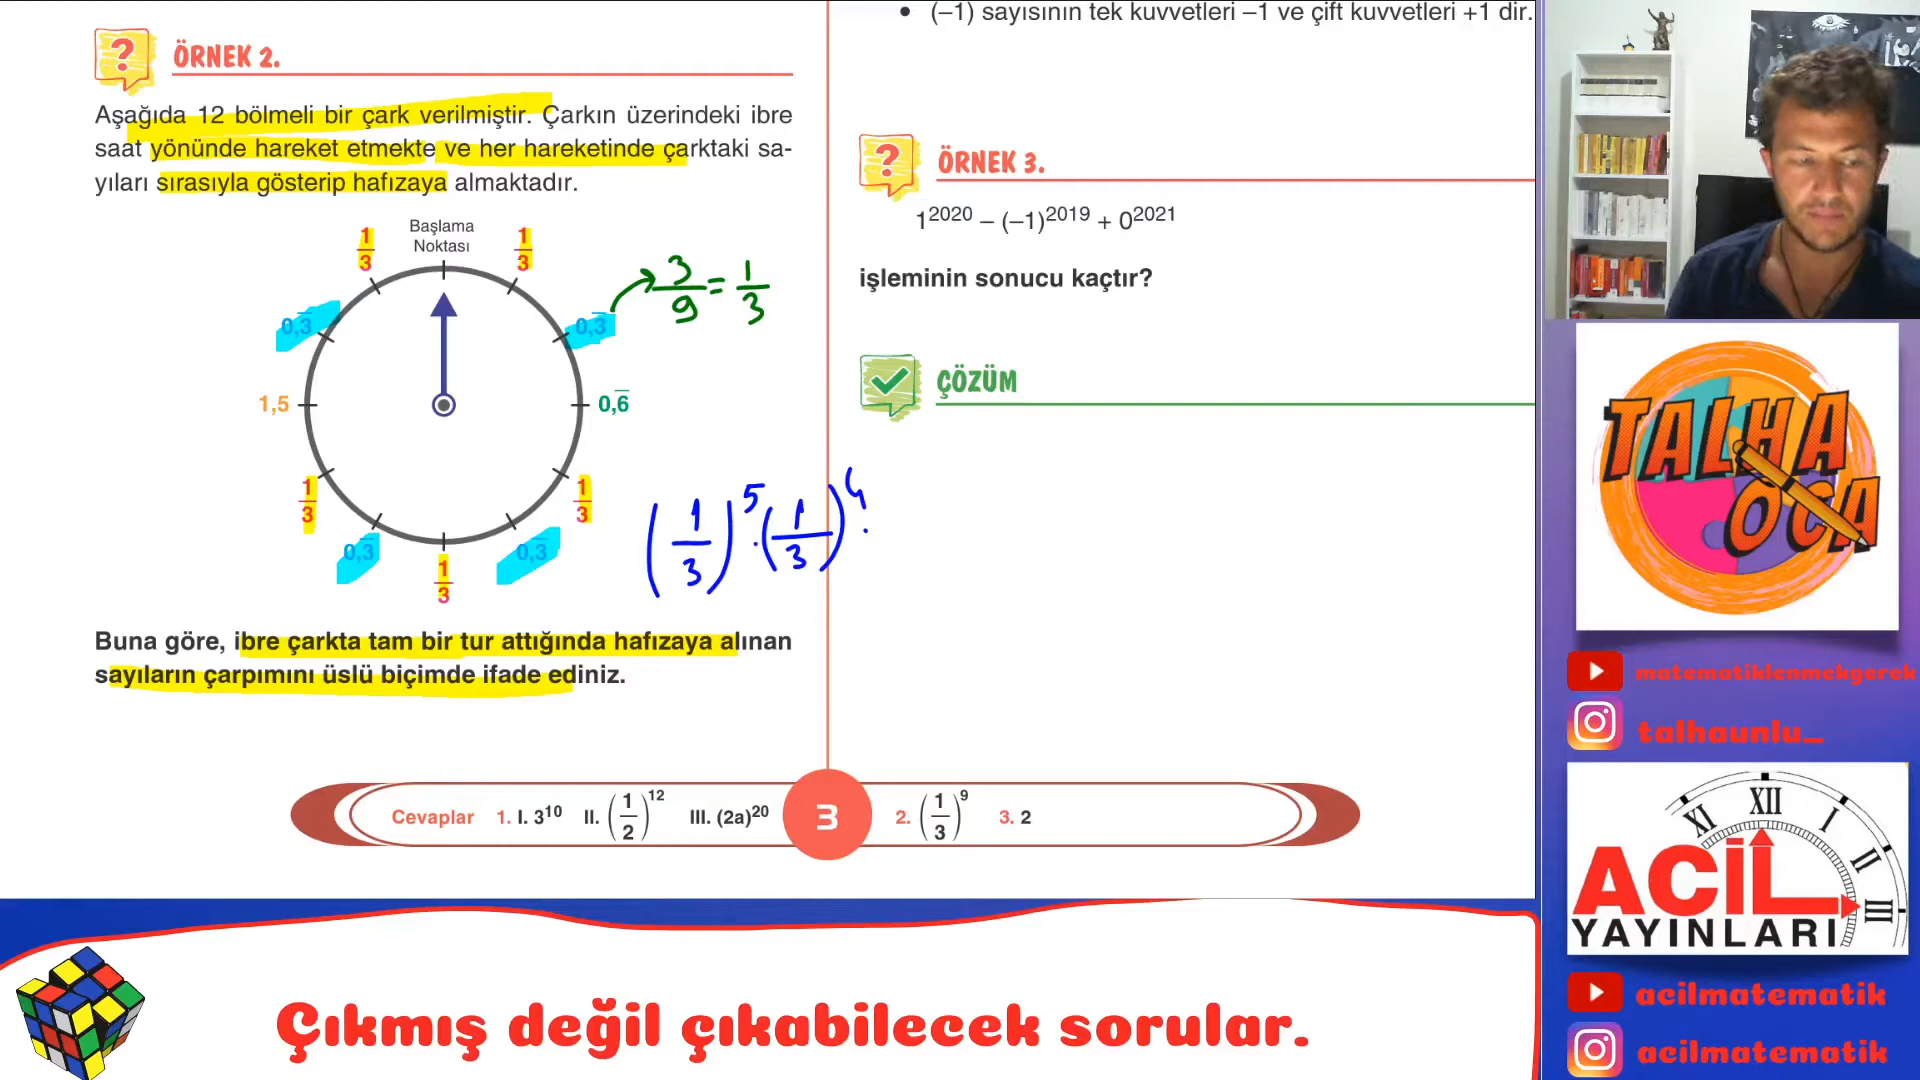 • (–1) sayısının tek kuvvetleri –1 ve çift kuvvetleri +1 dir.
? ÖRNEK 2.
Aşağıda 12 bölmeli bir çark verilmiştir. Çarkın üzerindeki ibre
saat yönünde hareket etmekte ve her hareketinde çarktaki sa-
yıları sırasıyla gösterip hafızaya almaktadır.
Başlama
Noktası
1/3
1/3
0,3̅
0,3̅
3/9 = 1/3
1,5
0,6̅
1/3
1/3
0,3̅
0,3̅
1/3
(1/3)⁵ · (1/3)⁴ ·
Buna göre, ibre çarkta tam bir tur attığında hafızaya alınan
sayıların çarpımını üslü biçimde ifade ediniz.
? ÖRNEK 3.
1²⁰²⁰ – (–1)²⁰¹⁹ + 0²⁰²¹
işleminin sonucu kaçtır?
ÇÖZÜM
Cevaplar 1. I. 3¹⁰ II. (1/2)¹² III. (2a)²⁰ 3 2. (1/3)⁹ 3. 2
Çıkmış değil çıkabilecek sorular.
TALHA
OCA
matematiklenmekgerek
talhaunlu_
XI XII I II III
ACİL
YAYINLARI
acilmatematik
acilmatematik